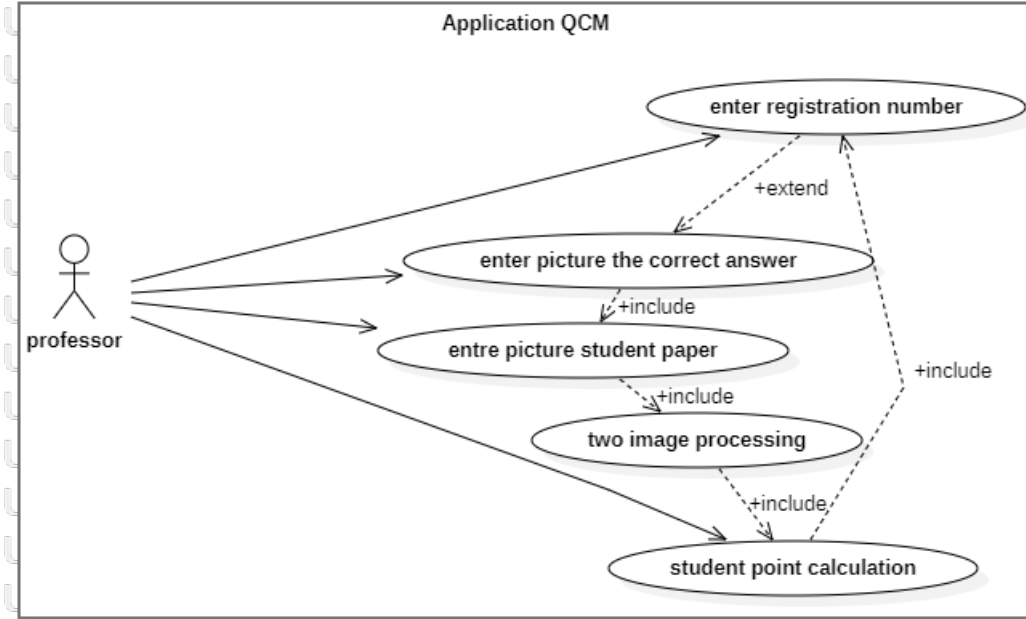 Application QCM
enter registration number
+extend
enter picture the correct answer
+include
professor
entre picture student paper
+include
+include
two image processing
+include
student point calculation